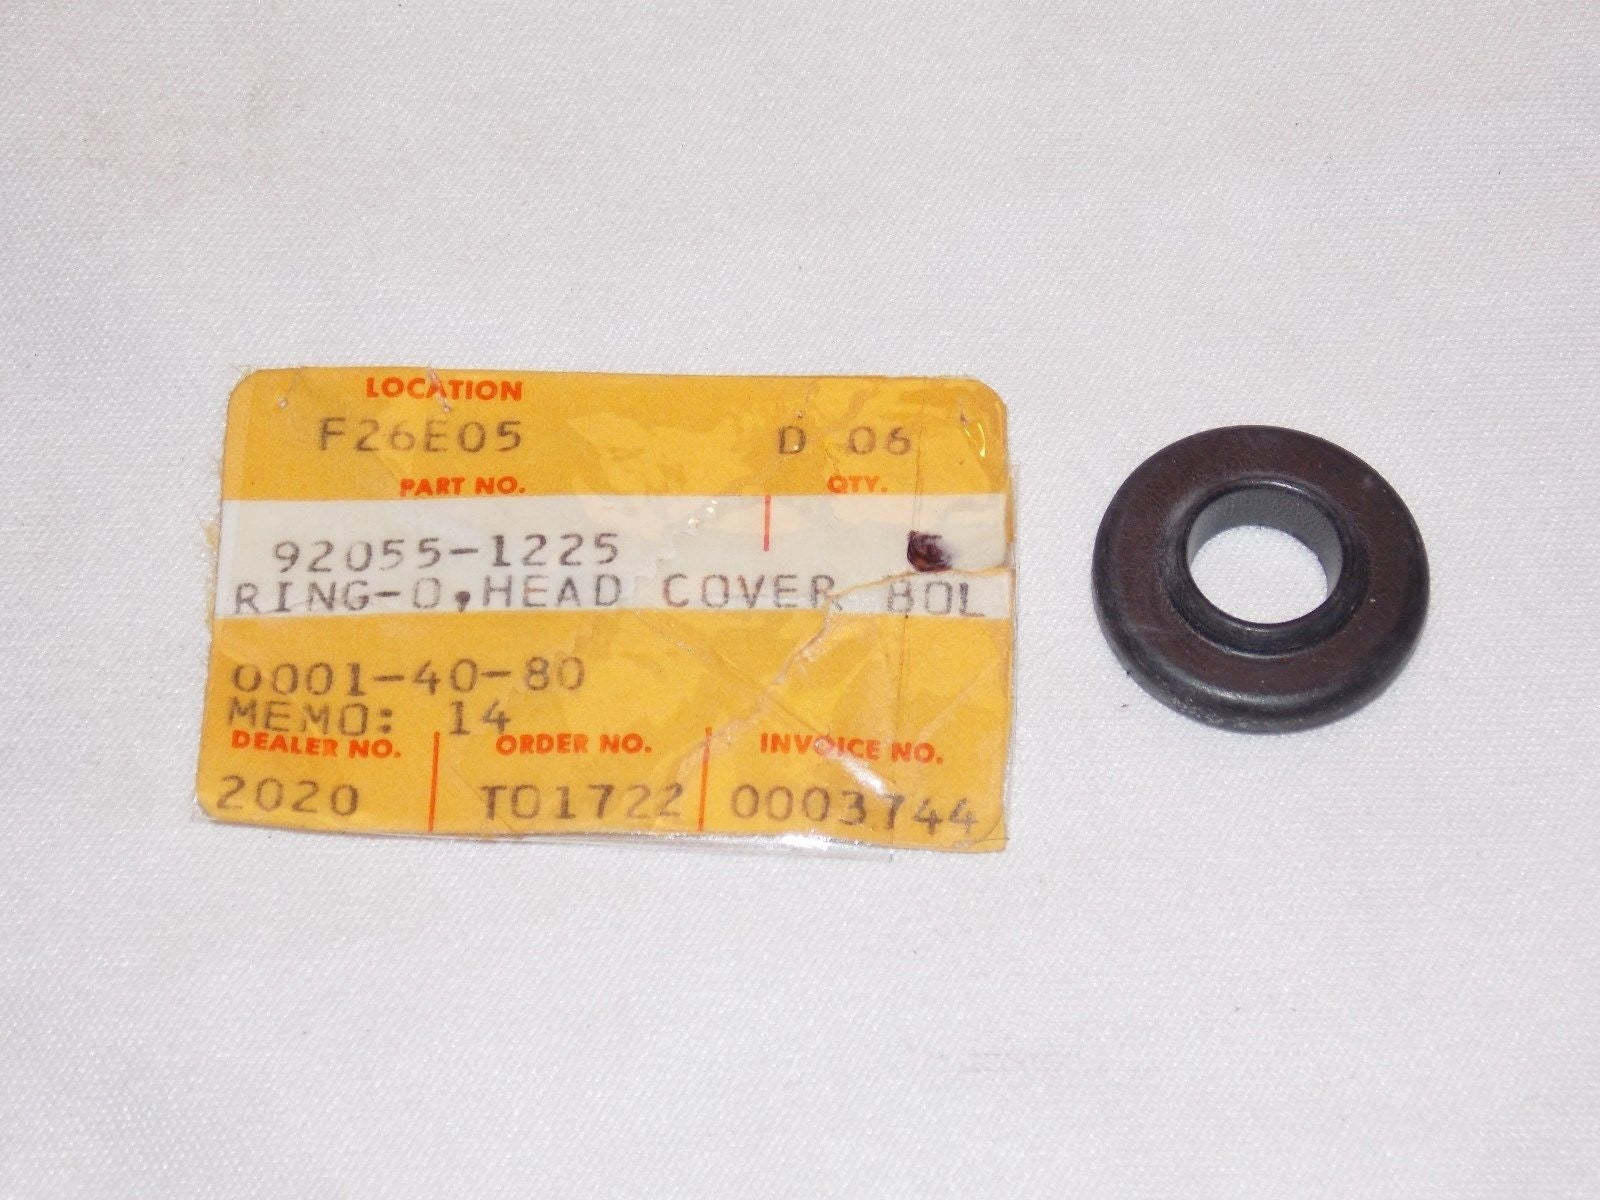 LOCATION
F26E05 D 06
PART NO. QTY.
92055-1225
RING-O,HEAD COVER BOL
0001-40-80
MEMO: 14
DEALER NO. ORDER NO. INVOICE NO.
2020 T01722 0003744